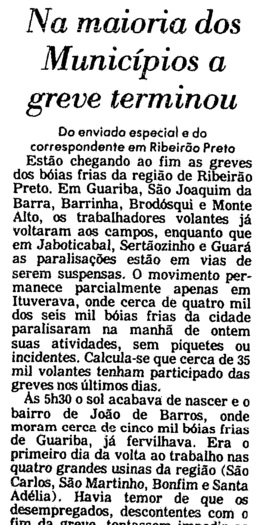 Na maioria dos
Municípios a
greve terminou
Do enviado especial e do
correspondente em Ribeirão Preto
Estão chegando ao fim as greves
dos bóias frias da região de Ribeirão
Preto. Em Guariba, São Joaquim da
Barra, Barrinha, Brodósqui e Monte
Alto, os trabalhadores volantes já
voltaram aos campos, enquanto que
em Jaboticabal, Sertãozinho e Guará
as paralisações estão em vias de
serem suspensas. O movimento per-
manece parcialmente apenas em
Ituverava, onde cerca de quatro mil
dos seis mil bóias frias da cidade
paralisaram na manhã de ontem
suas atividades, sem piquetes ou
incidentes. Calcula-se que cerca de 35
mil volantes tenham participado das
greves nos últimos dias.
Às 5h30 o sol acabava de nascer e o
bairro de João de Barros, onde
moram cerca de cinco mil bóias frias
de Guariba, já fervilhava. Era o
primeiro dia da volta ao trabalho nas
quatro grandes usinas da região (São
Carlos, São Martinho, Bonfim e Santa
Adélia). Havia temor de que os
desempregados, descontentes com o
fim da greve, tentassem